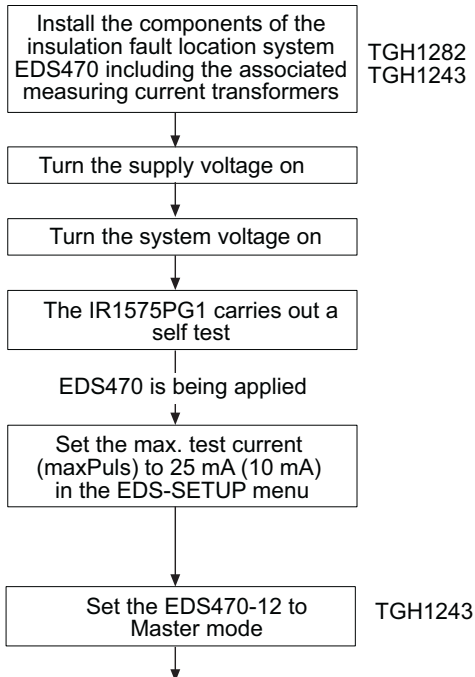 Install the components of the
insulation fault location system
EDS470 including the associated
measuring current transformers
TGH1282
TGH1243
Turn the supply voltage on
Turn the system voltage on
The IR1575PG1 carries out a
self test
EDS470 is being applied
Set the max. test current
(maxPuls) to 25 mA (10 mA)
in the EDS-SETUP menu
Set the EDS470-12 to
Master mode
TGH1243